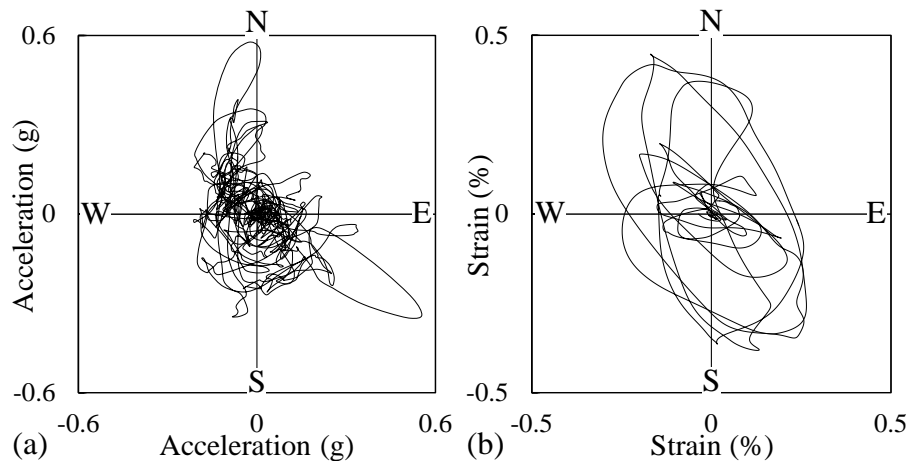 N
0.6
Acceleration (g)
0
W
E
S
-0.6
-0.6
0
0.6
(a)
Acceleration (g)
N
0.5
Strain (%)
0
W
E
S
-0.5
-0.5
0
0.5
(b)
Strain (%)